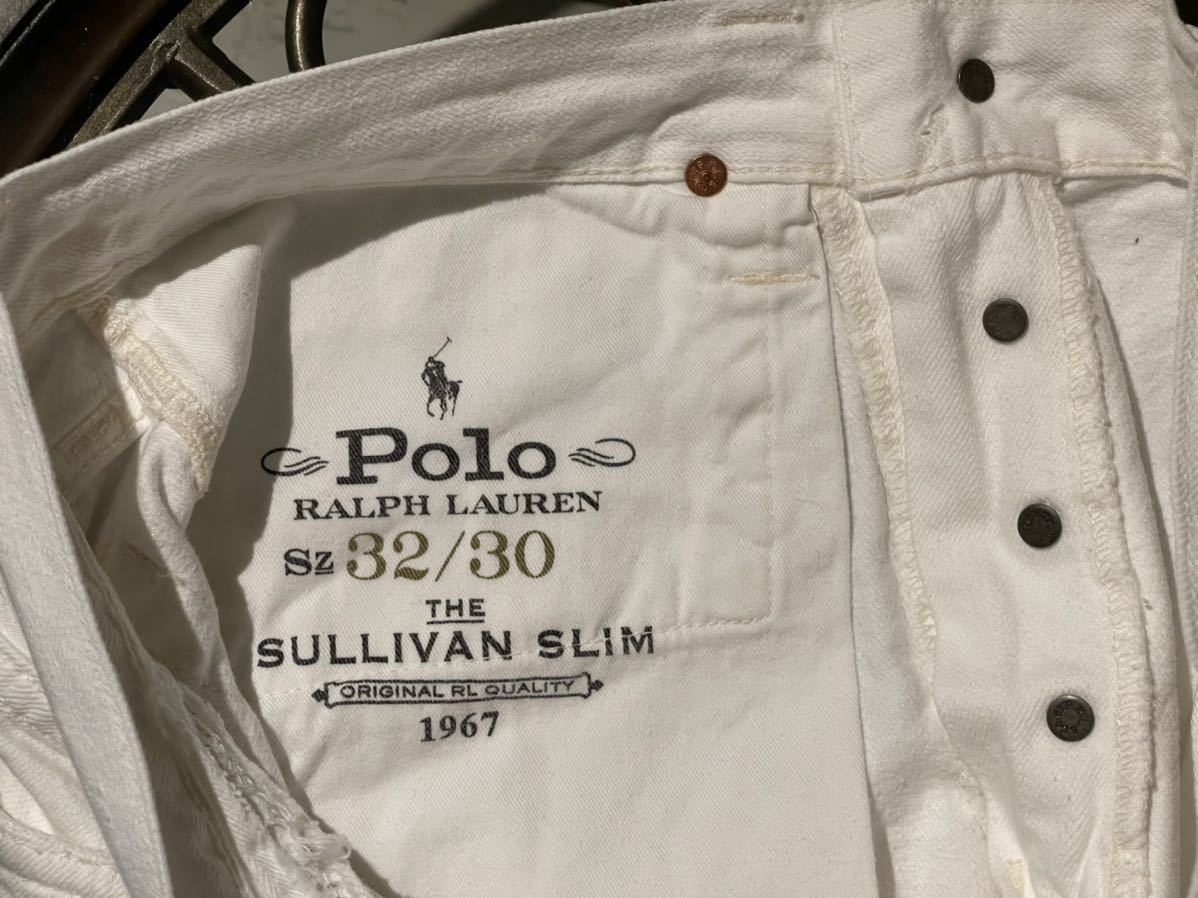 Polo
RALPH LAUREN
Sz 32/30
THE
SULLIVAN SLIM
ORIGINAL RL QUALITY
1967